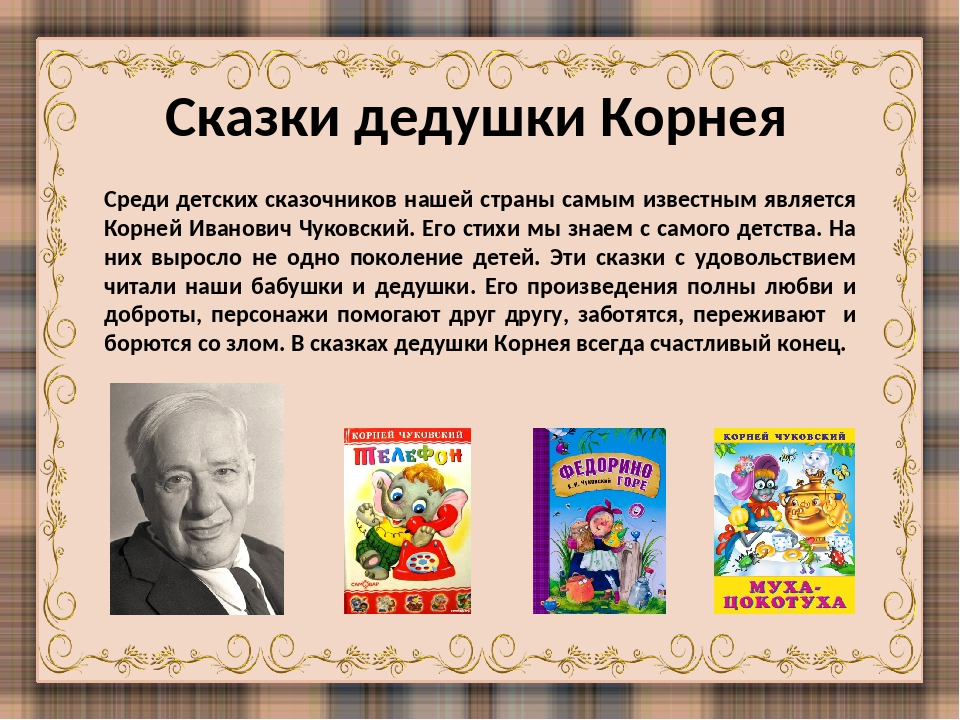 Сказки дедушки Корнея
Среди детских сказочников нашей страны самым известным является
Корней Иванович Чуковский. Его стихи мы знаем с самого детства. На
них выросло не одно поколение детей. Эти сказки с удовольствием
читали наши бабушки и дедушки. Его произведения полны любви и
доброты, персонажи помогают друг другу, заботятся, переживают и
борются со злом. В сказках дедушки Корнея всегда счастливый конец.
КОРНЕЙ ЧУКОВСКИЙ
ТЕЛЕФОН
САМОВАР
ФЕДОРИНО
ГОРЕ
К. И. Чуковский
КОРНЕЙ ЧУКОВСКИЙ
МУХА-
ЦОКОТУХА